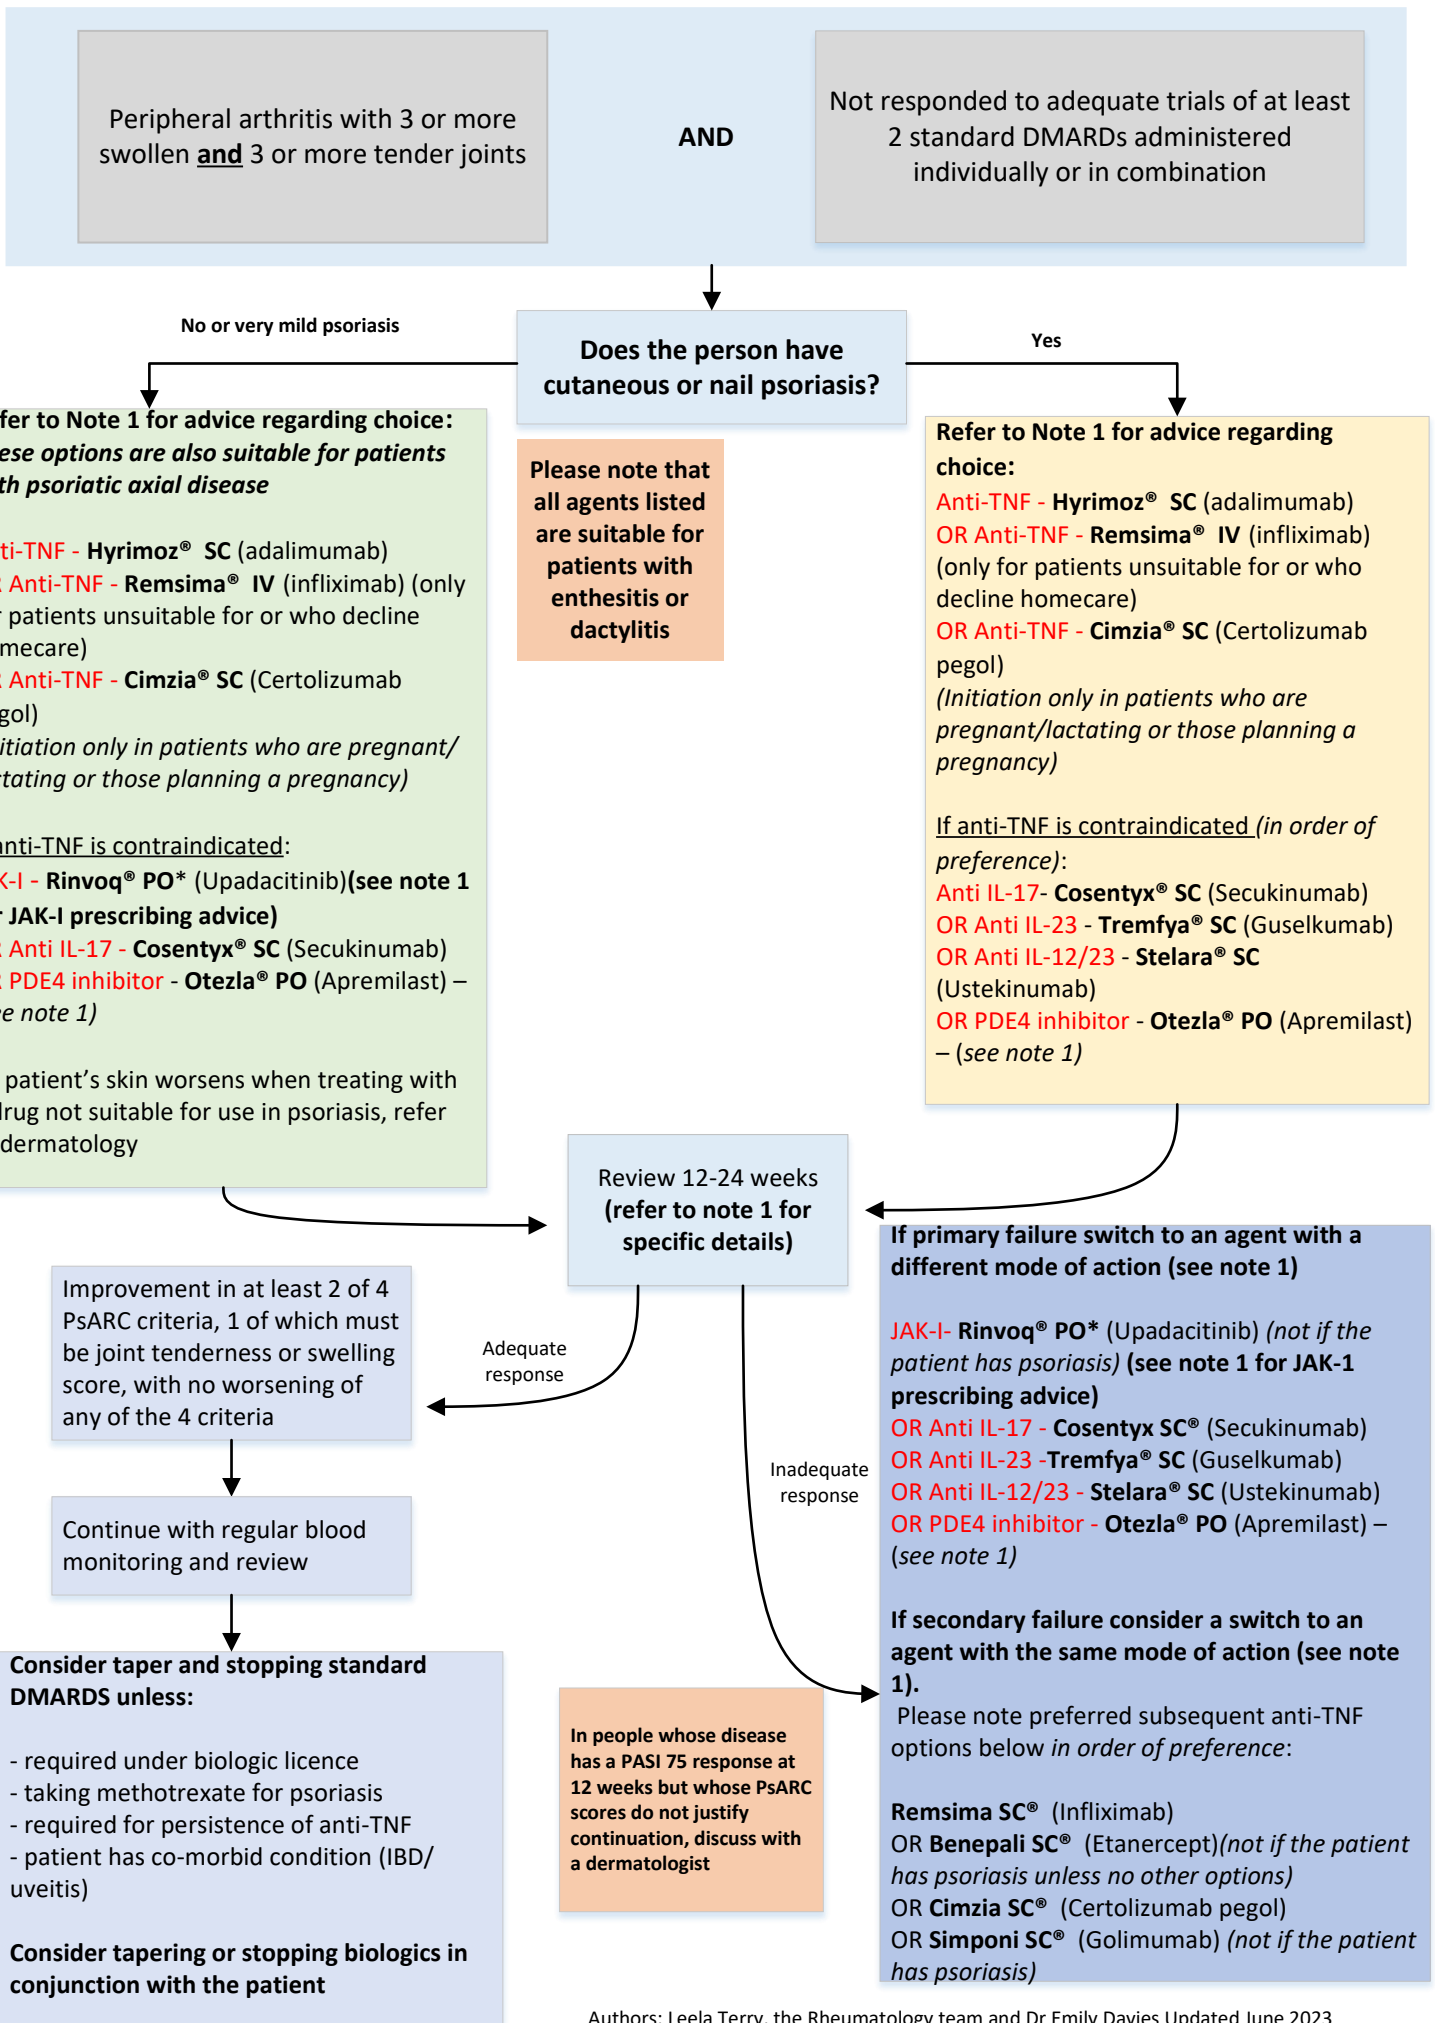 Peripheral arthritis with 3 or more
swollen and 3 or more tender joints
AND
Not responded to adequate trials of at least
2 standard DMARDs administered
individually or in combination
No or very mild psoriasis
Does the person have
cutaneous or nail psoriasis?
Yes
fer to Note 1 for advice regarding choice:
ese options are also suitable for patients
th psoriatic axial disease
ti-TNF - Hyrimoz® SC (adalimumab)
R Anti-TNF - Remsima® IV (infliximab) (only
r patients unsuitable for or who decline
mecare)
R Anti-TNF - Cimzia® SC (Certolizumab
gol)
itiation only in patients who are pregnant/
ctating or those planning a pregnancy)
anti-TNF is contraindicated:
K-I - Rinvoq® PO* (Upadacitinib)(see note 1
r JAK-I prescribing advice)
R Anti IL-17 - Cosentyx® SC (Secukinumab)
R PDE4 inhibitor - Otezla® PO (Apremilast) –
e note 1)
patient’s skin worsens when treating with
drug not suitable for use in psoriasis, refer
dermatology
Please note that
all agents listed
are suitable for
patients with
enthesitis or
dactylitis
Refer to Note 1 for advice regarding
choice:
Anti-TNF - Hyrimoz® SC (adalimumab)
OR Anti-TNF - Remsima® IV (infliximab)
(only for patients unsuitable for or who
decline homecare)
OR Anti-TNF - Cimzia® SC (Certolizumab
pegol)
(Initiation only in patients who are
pregnant/lactating or those planning a
pregnancy)
If anti-TNF is contraindicated (in order of
preference):
Anti IL-17- Cosentyx® SC (Secukinumab)
OR Anti IL-23 - Tremfya® SC (Guselkumab)
OR Anti IL-12/23 - Stelara® SC
(Ustekinumab)
OR PDE4 inhibitor - Otezla® PO (Apremilast)
– (see note 1)
Review 12-24 weeks
(refer to note 1 for
specific details)
Improvement in at least 2 of 4
PsARC criteria, 1 of which must
be joint tenderness or swelling
score, with no worsening of
any of the 4 criteria
Adequate
response
Inadequate
response
Continue with regular blood
monitoring and review
Consider taper and stopping standard
DMARDS unless:
- required under biologic licence
- taking methotrexate for psoriasis
- required for persistence of anti-TNF
- patient has co-morbid condition (IBD/
uveitis)
Consider tapering or stopping biologics in
conjunction with the patient
In people whose disease
has a PASI 75 response at
12 weeks but whose PsARC
scores do not justify
continuation, discuss with
a dermatologist
If primary failure switch to an agent with a
different mode of action (see note 1)
JAK-I- Rinvoq® PO* (Upadacitinib) (not if the
patient has psoriasis) (see note 1 for JAK-1
prescribing advice)
OR Anti IL-17 - Cosentyx SC® (Secukinumab)
OR Anti IL-23 -Tremfya® SC (Guselkumab)
OR Anti IL-12/23 - Stelara® SC (Ustekinumab)
OR PDE4 inhibitor - Otezla® PO (Apremilast) –
(see note 1)
If secondary failure consider a switch to an
agent with the same mode of action (see note
1).
Please note preferred subsequent anti-TNF
options below in order of preference:
Remsima SC® (Infliximab)
OR Benepali SC® (Etanercept)(not if the patient
has psoriasis unless no other options)
OR Cimzia SC® (Certolizumab pegol)
OR Simponi SC® (Golimumab) (not if the patient
has psoriasis)
Authors: Leela Terry, the Rheumatology team and Dr Emily Davies Updated June 2023